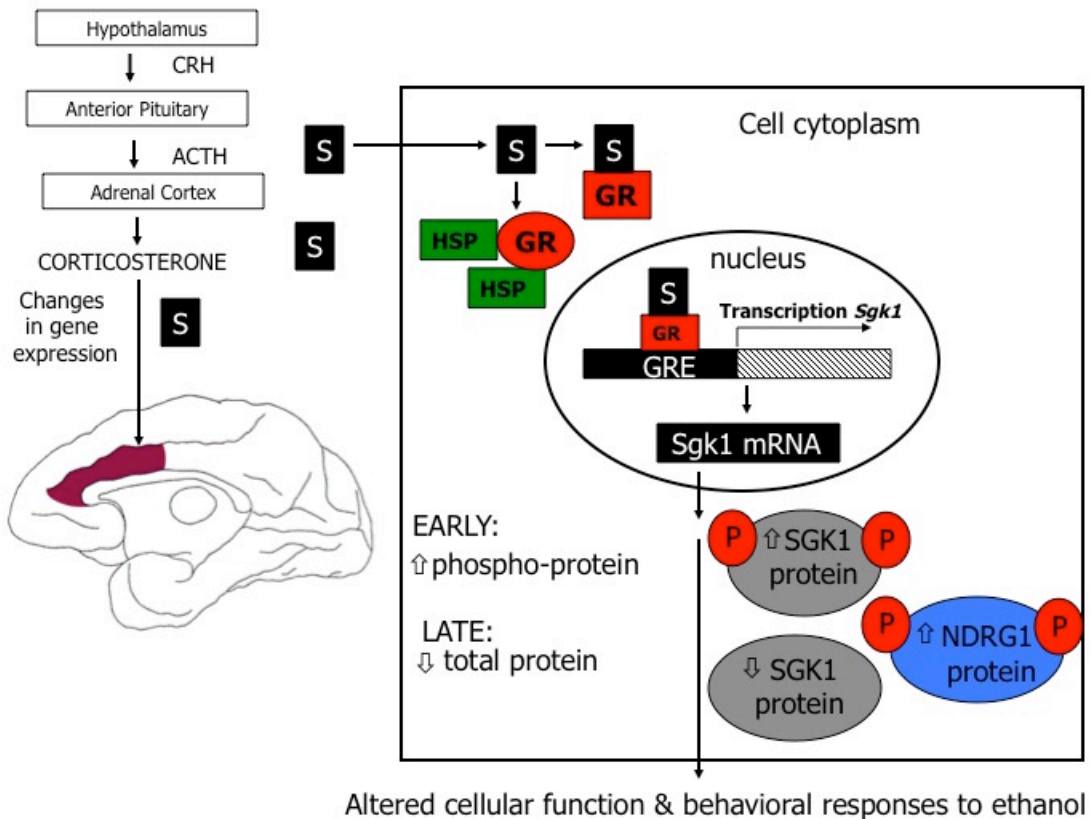 Hypothalamus
CRH
Anterior Pituitary
ACTH
Adrenal Cortex
CORTICOSTERONE
Changes
in gene
expression
S
S
S
Cell cytoplasm
S
S
GR
HSP
GR
HSP
nucleus
S
GR
Transcription Sgk1
GRE
Sgk1 mRNA
EARLY:
⇧phospho-protein
LATE:
⇩ total protein
P
⇧SGK1
protein
P
P
⇧ NDRG1
protein
P
⇩ SGK1
protein
Altered cellular function & behavioral responses to ethanol